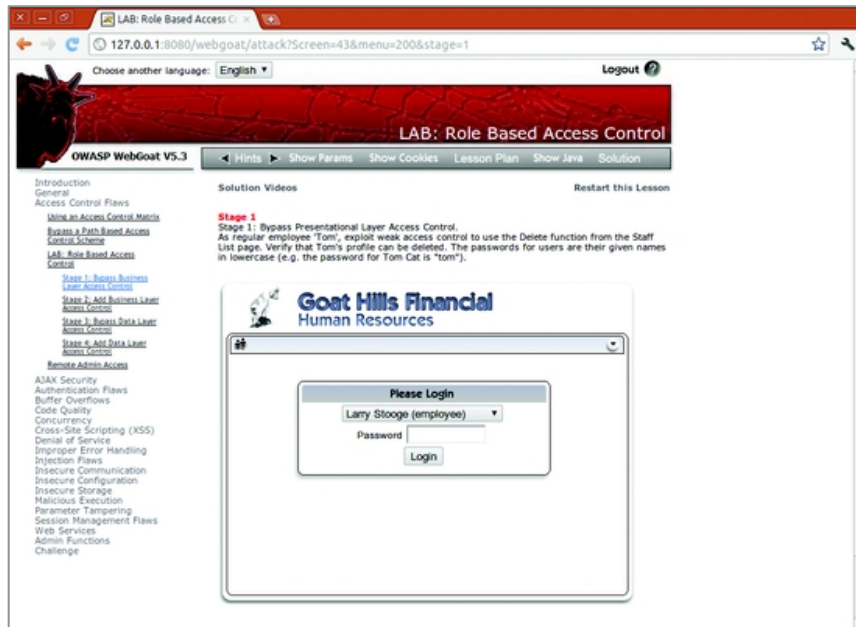 LAB: Role Based Access C
127.0.0.1:8080/webgoat/attack?Screen=43&menu=200&stage=1
Choose another language: English
Logout
LAB: Role Based Access Control
OWASP WebGoat V5.3
Hints Show Params Show Cookies Lesson Plan Show Java Solution
Introduction
General
Access Control Flaws
Using an Access Control Matrix
Bypass a Path Based Access
Control Scheme
LAB: Role Based Access
Control
Stage 1: Bypass Business
Layer Access Control
Stage 2: Add Business Layer
Access Control
Stage 3: Bypass Data Layer
Access Control
Stage 4: Add Data Layer
Access Control
Remote Admin Access
AJAX Security
Authentication Flaws
Buffer Overflows
Code Quality
Concurrency
Cross-Site Scripting (XSS)
Denial of Service
Improper Error Handling
Injection Flaws
Insecure Communication
Insecure Configuration
Insecure Storage
Malicious Execution
Parameter Tampering
Session Management Flaws
Web Services
Admin Functions
Challenge
Solution Videos
Restart this Lesson
Stage 1
Stage 1: Bypass Presentational Layer Access Control.
As regular employee 'Tom', exploit weak access control to use the Delete function from the Staff
List page. Verify that Tom's profile can be deleted. The passwords for users are their given names
in lowercase (e.g. the password for Tom Cat is "tom").
Goat Hills Financial
Human Resources
Please Login
Larry Stooge (employee)
Password
Login